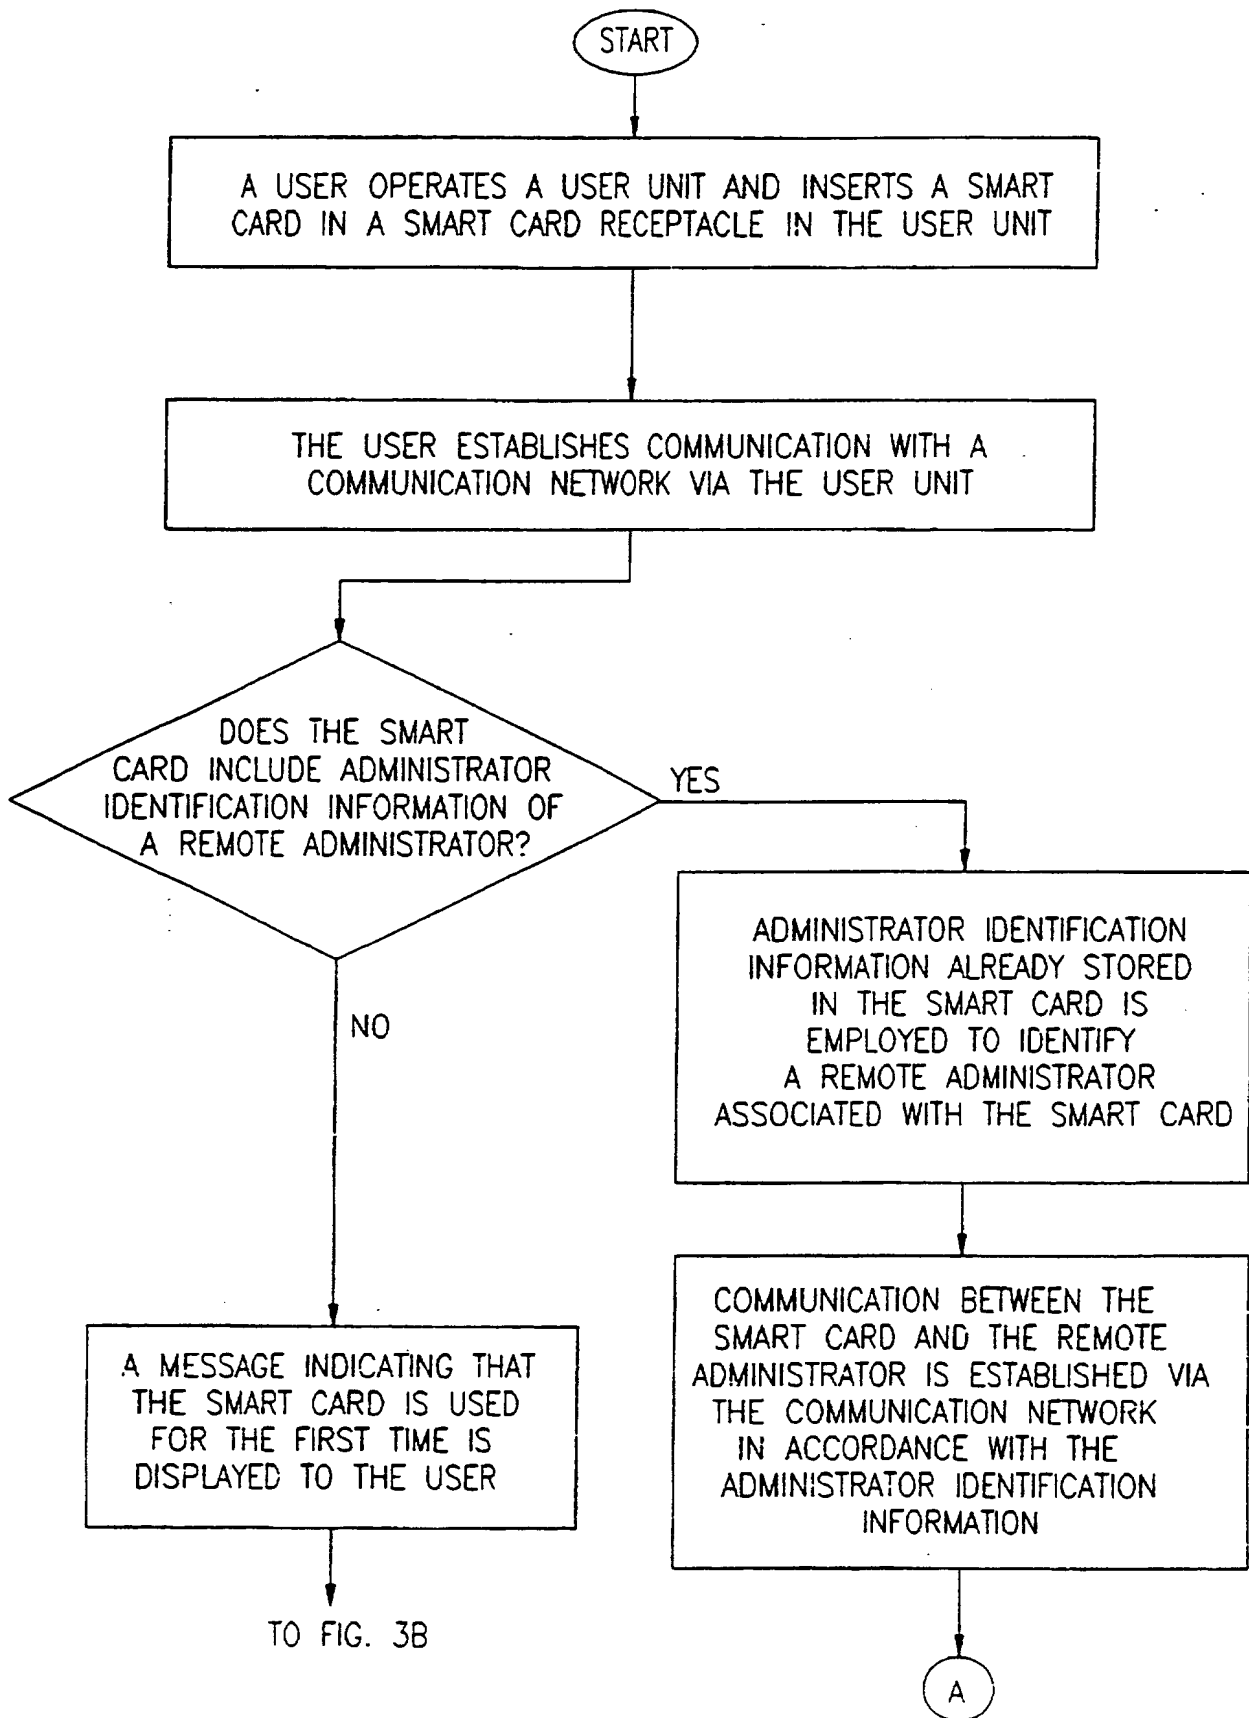 START
A USER OPERATES A USER UNIT AND INSERTS A SMART
CARD IN A SMART CARD RECEPTACLE IN THE USER UNIT
THE USER ESTABLISHES COMMUNICATION WITH A
COMMUNICATION NETWORK VIA THE USER UNIT
DOES THE SMART
CARD INCLUDE ADMINISTRATOR
IDENTIFICATION INFORMATION OF
A REMOTE ADMINISTRATOR?
YES
NO
ADMINISTRATOR IDENTIFICATION
INFORMATION ALREADY STORED
IN THE SMART CARD IS
EMPLOYED TO IDENTIFY
A REMOTE ADMINISTRATOR
ASSOCIATED WITH THE SMART CARD
COMMUNICATION BETWEEN THE
SMART CARD AND THE REMOTE
ADMINISTRATOR IS ESTABLISHED VIA
THE COMMUNICATION NETWORK
IN ACCORDANCE WITH THE
ADMINISTRATOR IDENTIFICATION
INFORMATION
A MESSAGE INDICATING THAT
THE SMART CARD IS USED
FOR THE FIRST TIME IS
DISPLAYED TO THE USER
TO FIG. 3B
A